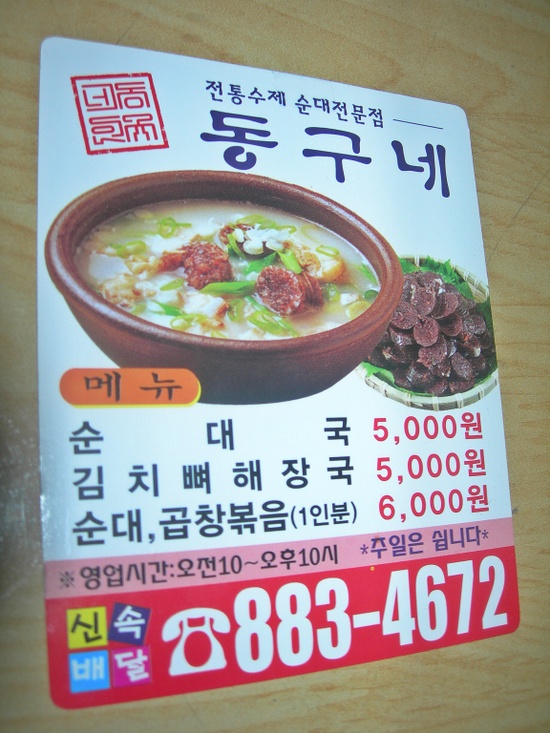 전통수제 순대전문점
동구네
메뉴
순대국 5,000원
김치뼈해장국 5,000원
순대,곱창볶음(1인분) 6,000원
※영업시간:오전10~오후10시 *주일은 쉽니다*
신속
배달
☎883-4672